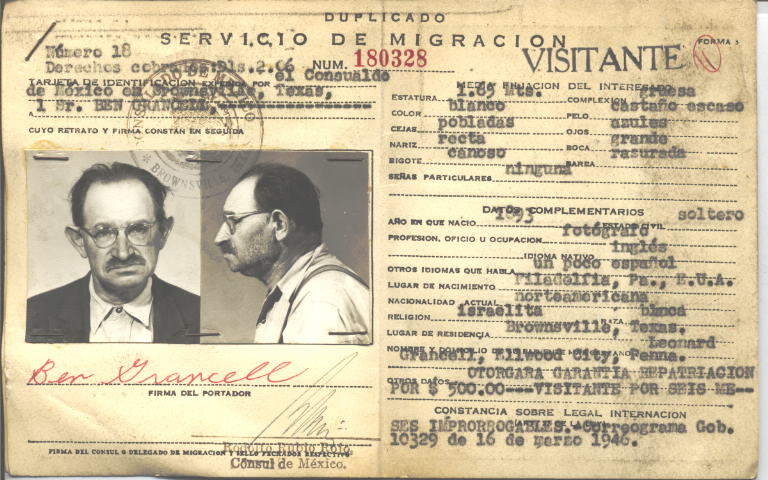 DUPLICADO
SERVICIO DE MIGRACION
FORMA
Número 18
Derechos cobrados: Dls. 2.06
NUM. 180328
VISITANTE
TARJETA DE IDENTIFICACION EXPEDIDA POR el Consulado
de México en Brownsville, Texas,
A 1 Sr. BEN GRANCELL,
CUYO RETRATO Y FIRMA CONSTAN EN SEGUIDA
BROWNSVILLE
Ben Grancell
FIRMA DEL PORTADOR
Rogerio Rubio Rojo
FIRMA DEL CONSUL O DELEGADO DE MIGRACION Y SELLO FECHADOR RESPECTIVO
Cónsul de México.
MEDIA FILIACION DEL INTERESADO
ESTATURA 1.69 Mts. COMPLEXION gruesa
COLOR blanco PELO castaño escaso
CEJAS pobladas OJOS azules
NARIZ recta BOCA grande
BIGOTE canoso BARBA rasurada
SEÑAS PARTICULARES ninguna
DATOS COMPLEMENTARIOS
AÑO EN QUE NACIO 1893 ESTADO CIVIL soltero
PROFESION, OFICIO U OCUPACION fotógrafo
IDIOMA NATIVO inglés
OTROS IDIOMAS QUE HABLA un poco español
LUGAR DE NACIMIENTO Filadelfia, Pa., E.U.A.
NACIONALIDAD ACTUAL norteamericana
RELIGION israelita RAZA blanca
LUGAR DE RESIDENCIA Brownsville, Texas.
NOMBRE Y DOMICILIO Leonard
Grancell, Ellwood City, Penna.
OTROS DATOS OTORGARA GARANTIA REPATRIACION
POR $ 500.00---VISITANTE POR SEIS ME--
CONSTANCIA SOBRE LEGAL INTERNACION
SES IMPRORROGABLES.-Correograma Gob.
10329 de 16 de marzo 1946.